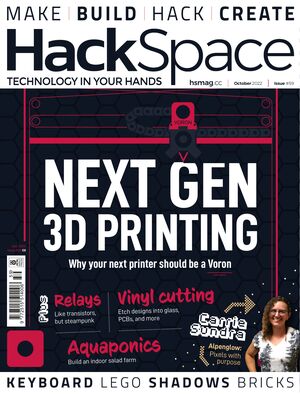 MAKE | BUILD | HACK | CREATE
HackSpace
TECHNOLOGY IN YOUR HANDS
hsmag.cc | October 2022 | Issue #59
VORON
NEXT GEN
3D PRINTING
Why your next printer should be a Voron
Plus
Relays
Like transistors,
but steampunk
Vinyl cutting
Etch designs into glass,
PCBs, and more
Aquaponics
Build an indoor salad farm
Carrie
Sundra
Alpenglow:
Pixels with
purpose
KEYBOARD LEGO SHADOWS BRICKS